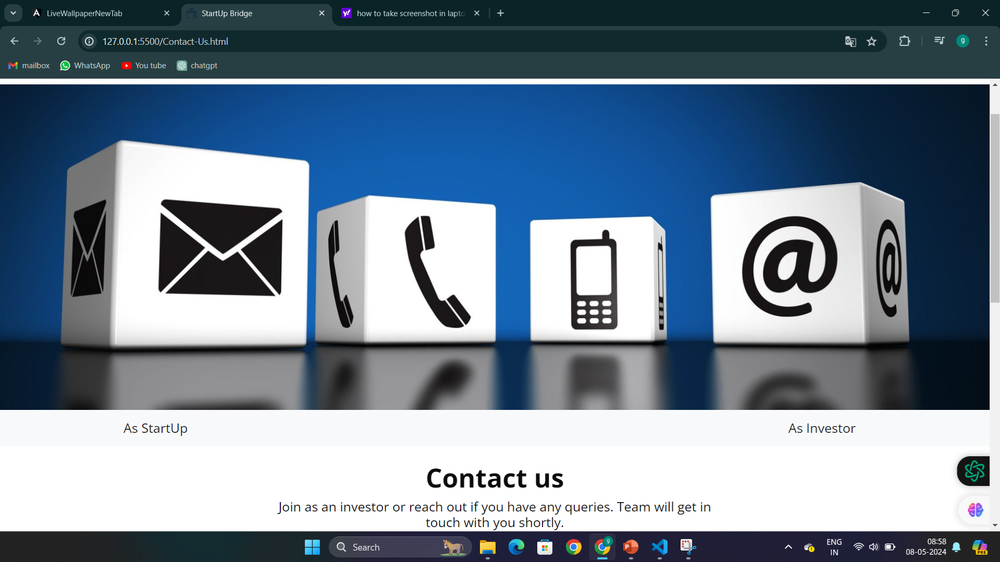 LiveWallpaperNewTab
StartUp Bridge
how to take screenshot in lapto
127.0.0.1:5500/Contact-Us.html
g
mailbox
WhatsApp
You tube
chatgpt
@
@
As StartUp
As Investor
Contact us
Join as an investor or reach out if you have any queries. Team will get in
touch with you shortly.
Search
g
ENG
IN
08:58
08-05-2024
PRE